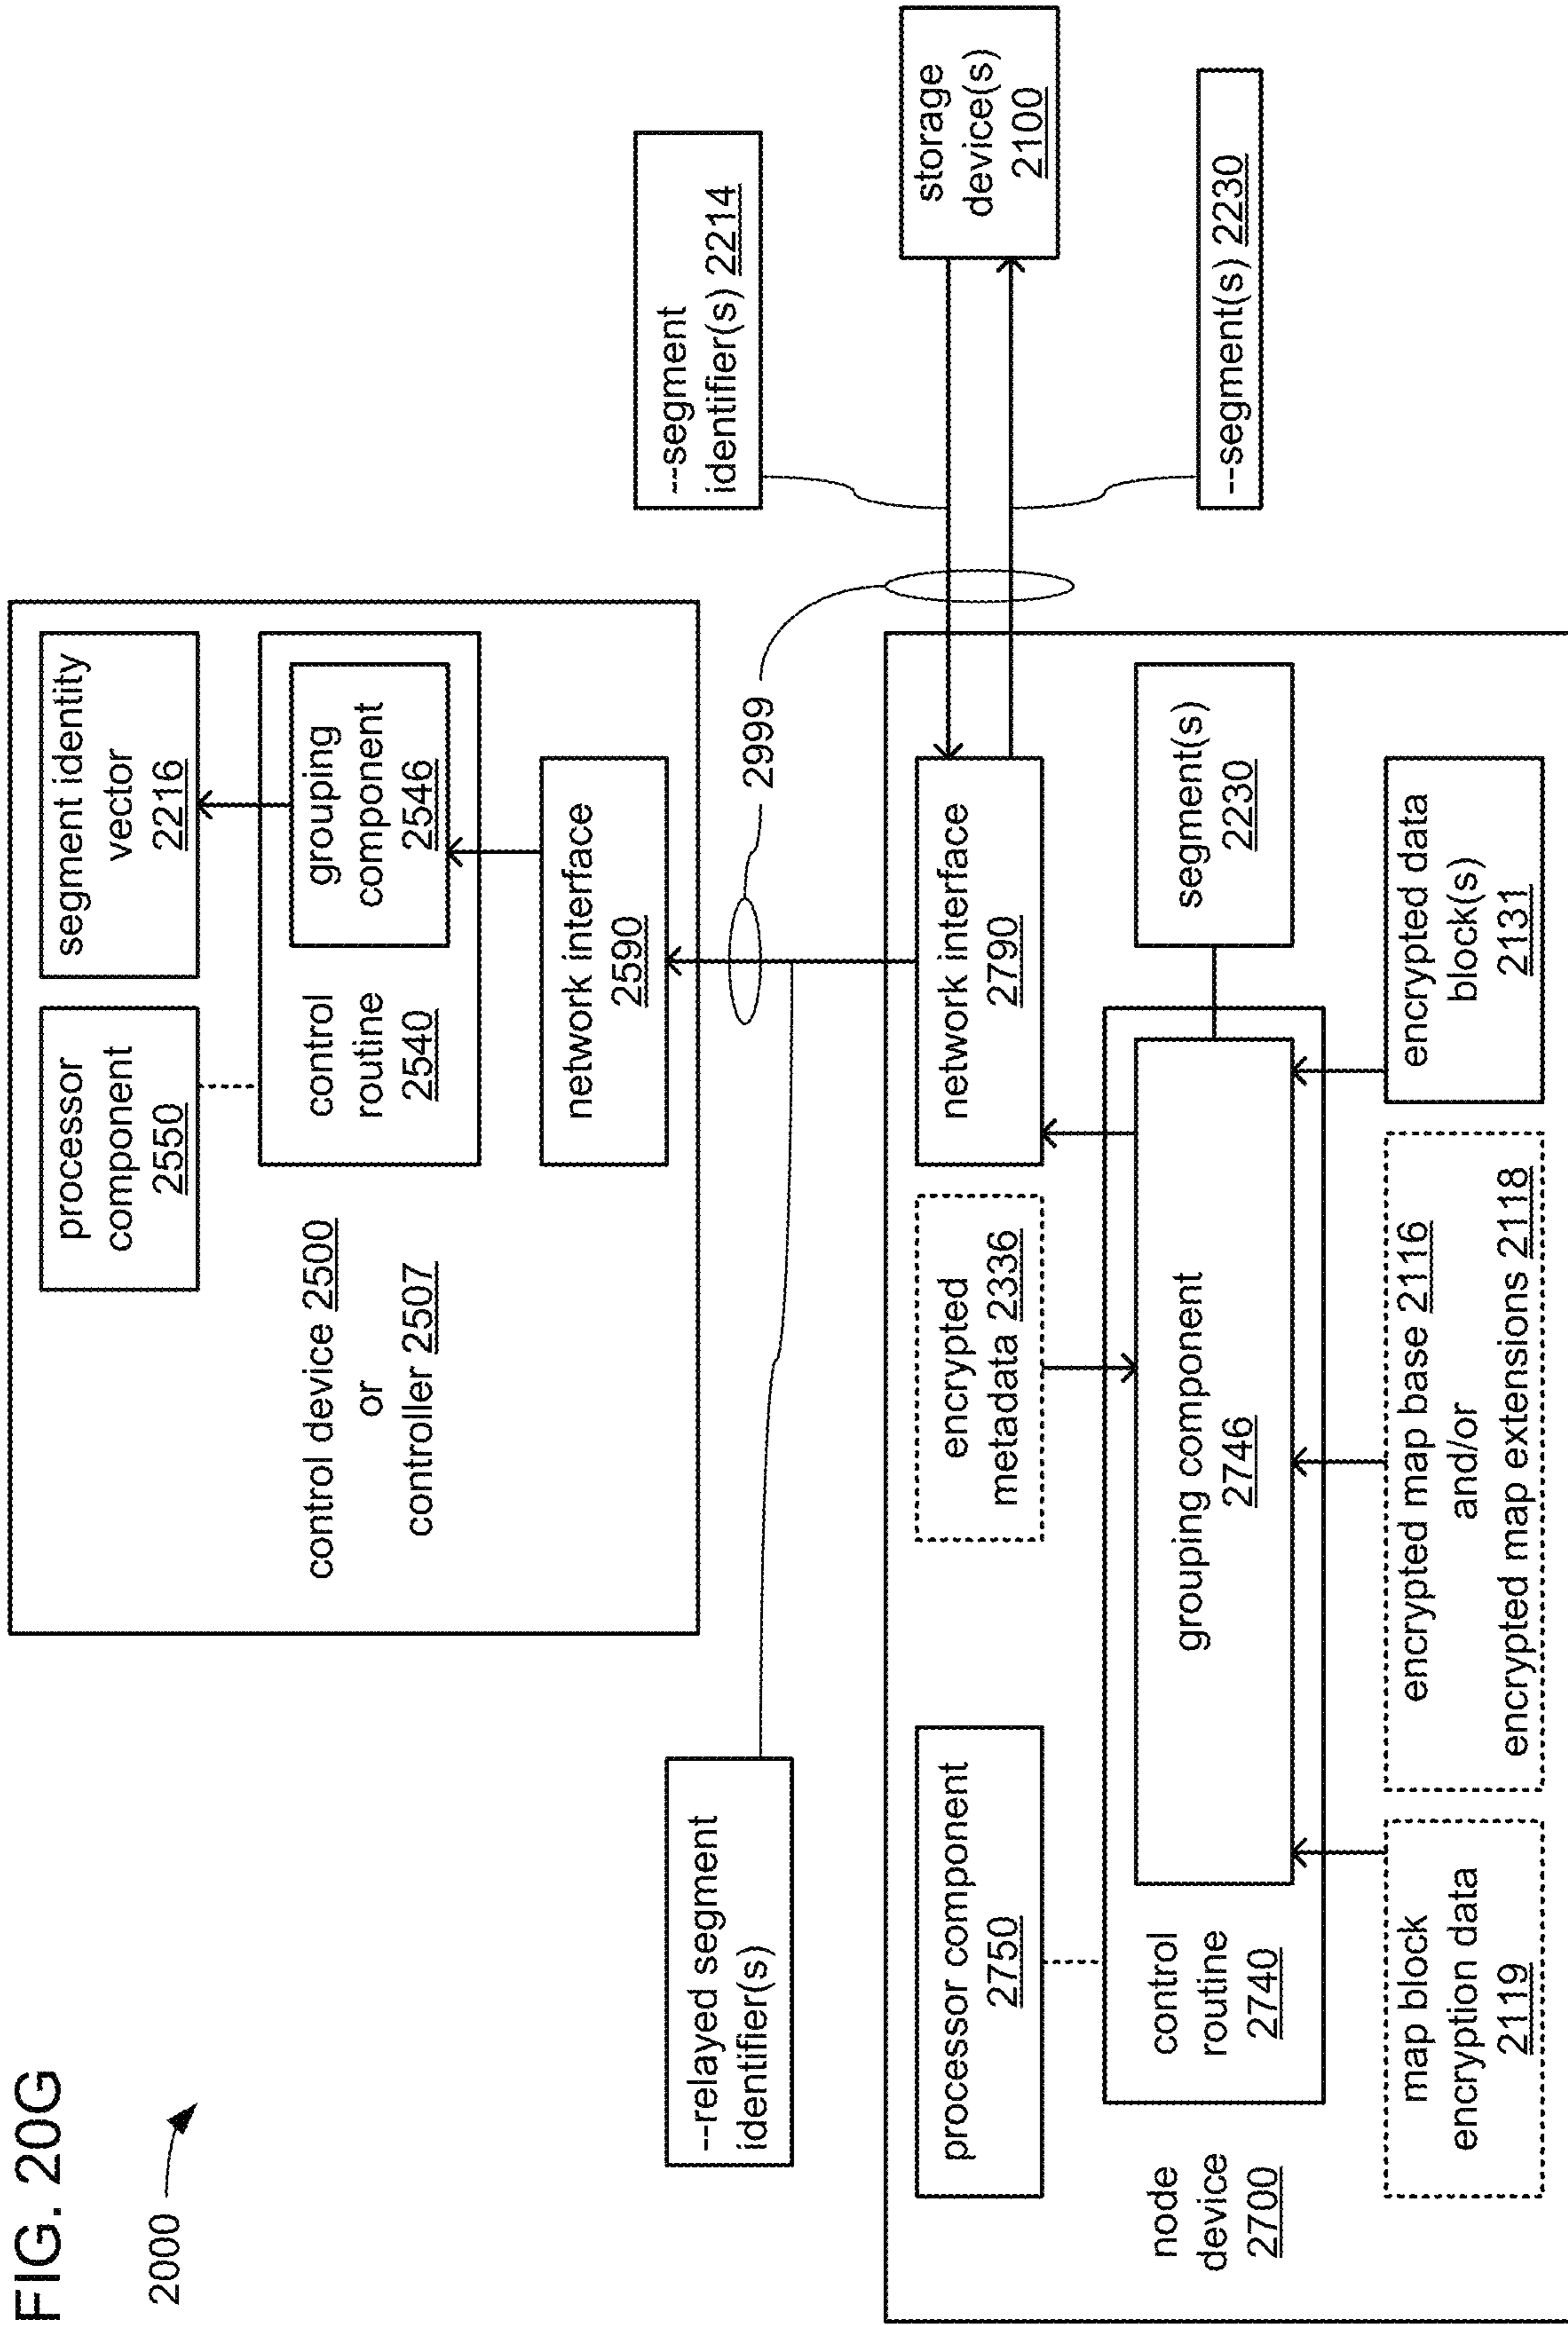 FIG. 20G
2000
processor
component
2550
segment identity
vector
2216
control device 2500
or
controller 2507
control
routine
2540
grouping
component
2546
network interface
2590
--relayed segment
identifier(s)
2999
--segment
identifier(s) 2214
storage
device(s)
2100
--segment(s) 2230
processor component
2750
encrypted
metadata 2336
network interface
2790
node
device
2700
control
routine
2740
grouping component
2746
segment(s)
2230
map block
encryption data
2119
encrypted map base 2116
and/or
encrypted map extensions 2118
encrypted data
block(s)
2131